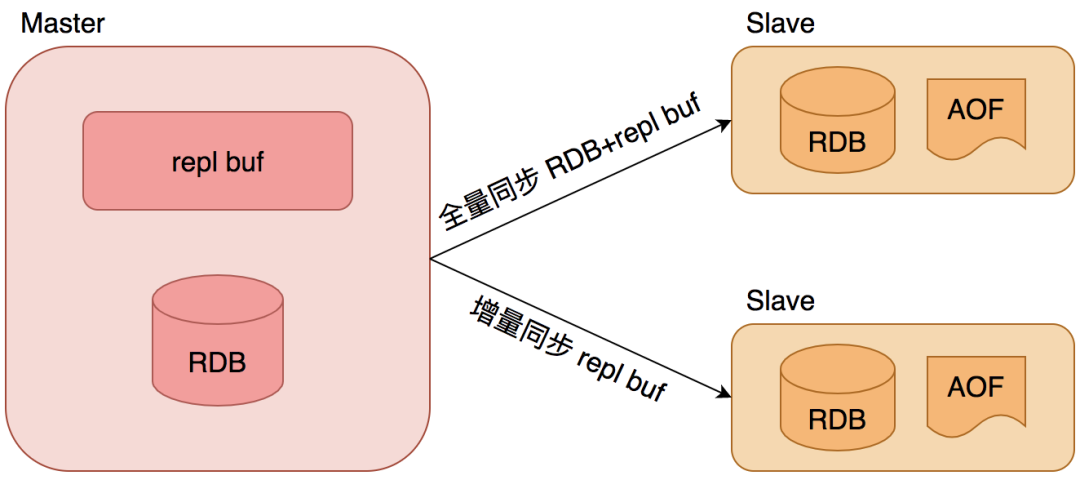 Master
repl buf
RDB
全量同步 RDB+repl buf
增量同步 repl buf
Slave
RDB
AOF
Slave
RDB
AOF